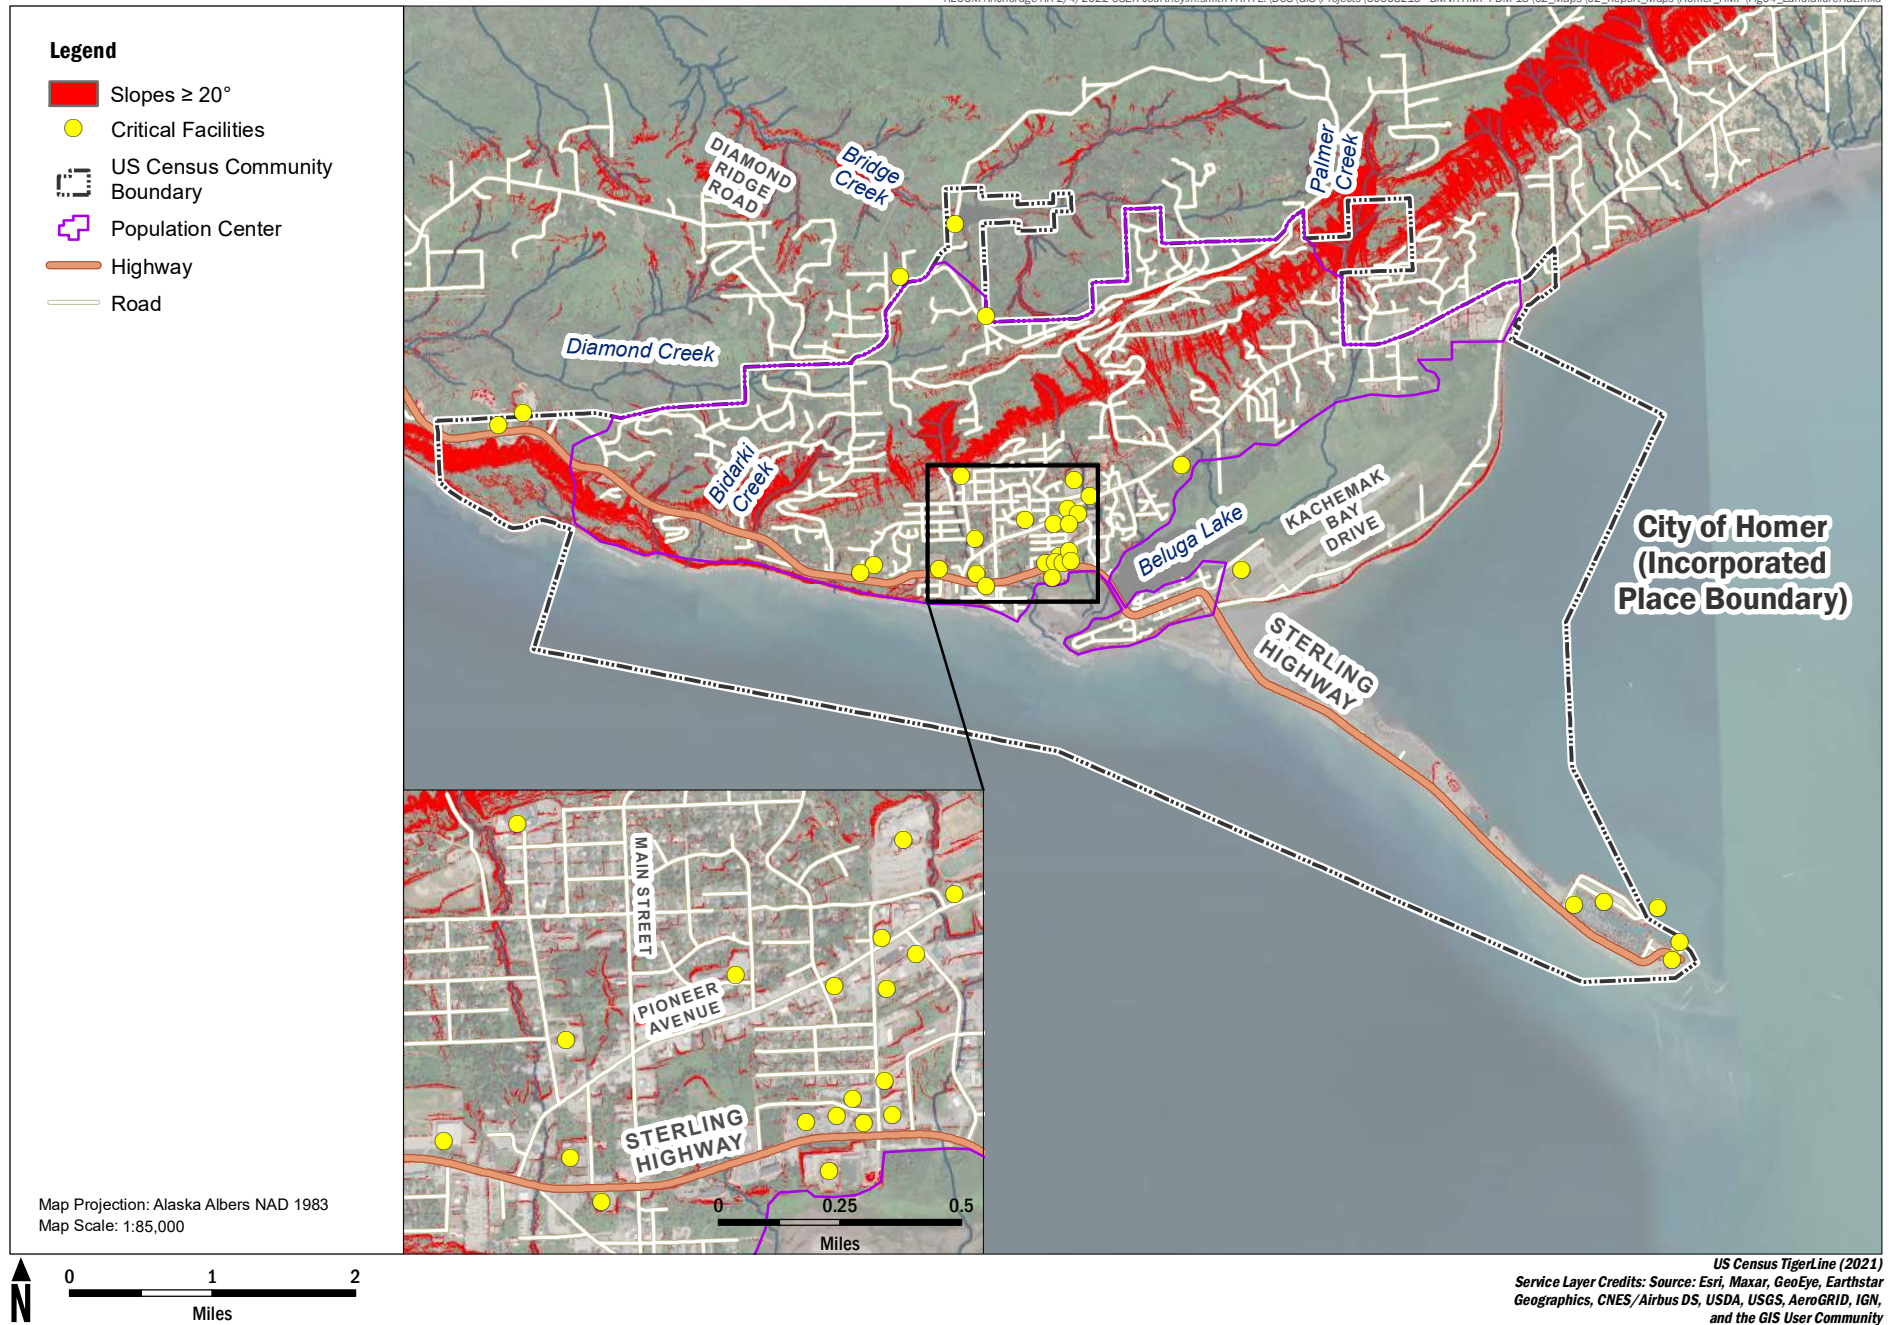 Legend
Slopes ≥ 20°
Critical Facilities
US Census Community
Boundary
Population Center
Highway
Road
Map Projection: Alaska Albers NAD 1983
Map Scale: 1:85,000
N
0 1 2
Miles
DIAMOND
RIDGE
ROAD
Bridge
Creek
Palmer
Creek
Diamond Creek
Bidarki
Creek
Beluga Lake
KACHEMAK
BAY
DRIVE
STERLING
HIGHWAY
City of Homer
(Incorporated
Place Boundary)
MAIN STREET
PIONEER
AVENUE
STERLING
HIGHWAY
0 0.25 0.5
Miles
US Census TigerLine (2021)
Service Layer Credits: Source: Esri, Maxar, GeoEye, Earthstar
Geographics, CNES/Airbus DS, USDA, USGS, AeroGRID, IGN,
and the GIS User Community